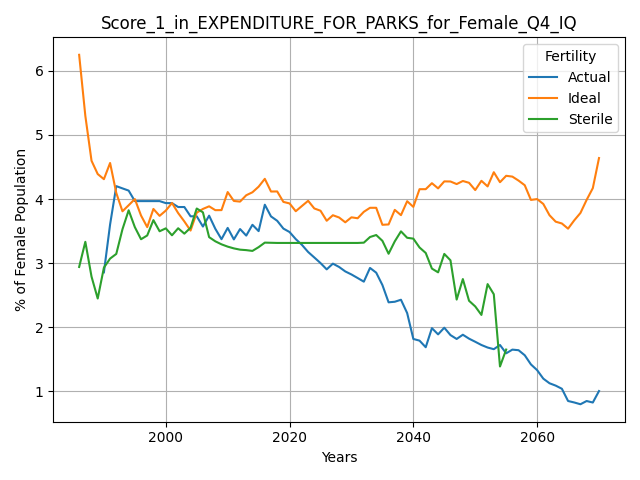 Score_1_in_EXPENDITURE_FOR_PARKS_for_Female_Q4_IQ
Fertility
Actual
Ideal
Sterile
% of Female Population
6
5
4
3
2
1
2000 2020 2040 2060
Years